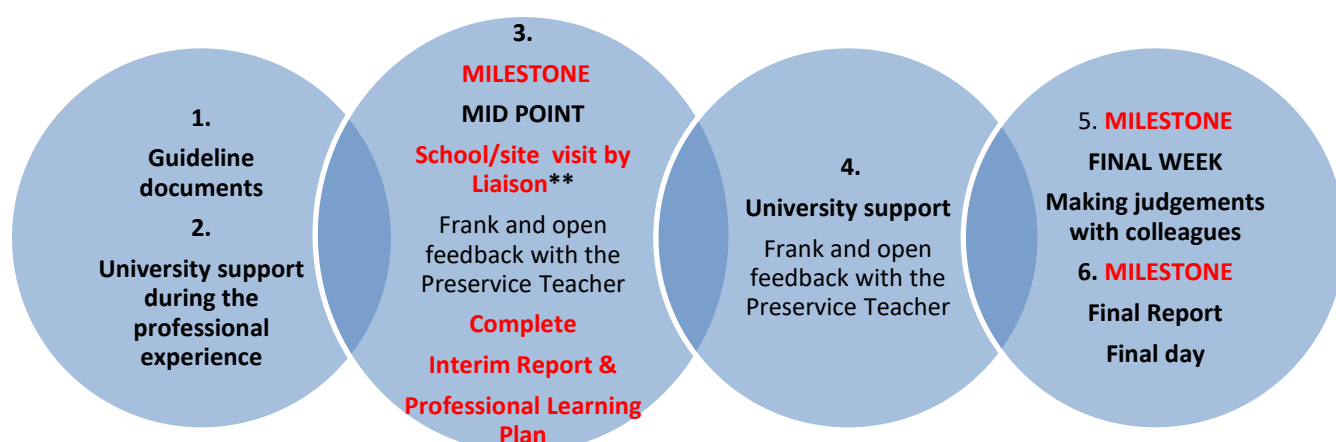 1.
Guideline
documents
2.
University support
during the
professional
experience
3.
MILESTONE
MID POINT
School/site visit by
Liaison**
Frank and open
feedback with the
Preservice Teacher
Complete
Interim Report &
Professional Learning
Plan
4.
University support
Frank and open
feedback with the
Preservice Teacher
5. MILESTONE
FINAL WEEK
Making judgements
with colleagues
6. MILESTONE
Final Report
Final day